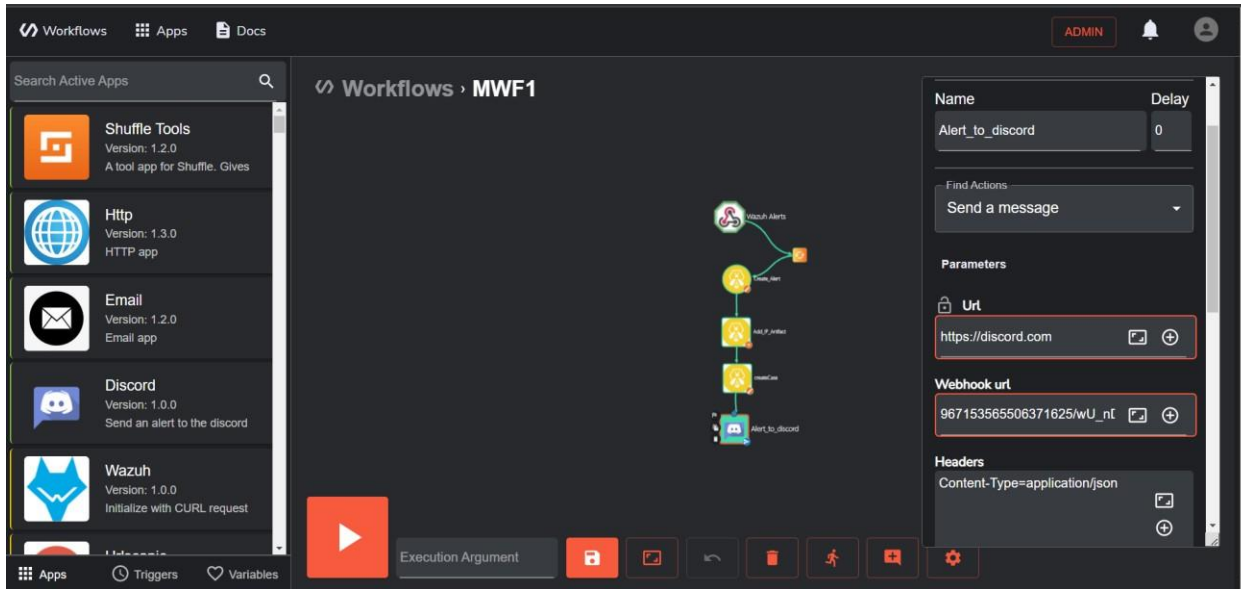 Workflows
Apps
Docs
ADMIN
Search Active Apps
Shuffle Tools
Version: 1.2.0
A tool app for Shuffle. Gives
Http
Version: 1.3.0
HTTP app
Email
Version: 1.2.0
Email app
Discord
Version: 1.0.0
Send an alert to the discord
Wazuh
Version: 1.0.0
Initialize with CURL request
Apps
Triggers
Variables
Workflows › MWF1
Wazuh Alerts
Create_Alert
Add_IP_Artifact
createCase
Alert_to_discord
Execution Argument
Name
Delay
Alert_to_discord
0
Find Actions
Send a message
Parameters
Url
https://discord.com
Webhook url
967153565506371625/wU_n
Headers
Content-Type=application/json